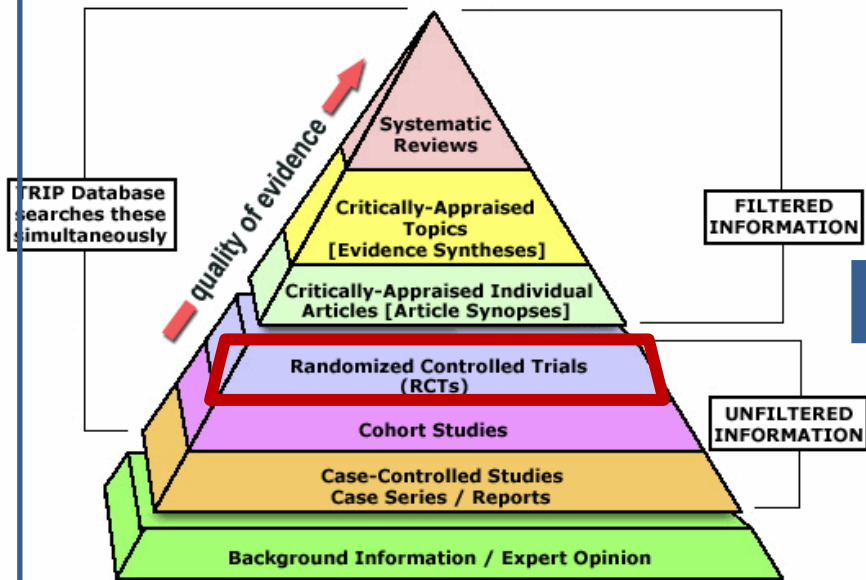 Systematic
Reviews
quality of evidence
TRIP Database
searches these
simultaneously
Critically-Appraised
Topics
[Evidence Syntheses]
FILTERED
INFORMATION
Critically-Appraised Individual
Articles [Article Synopses]
Randomized Controlled Trials
(RCTs)
UNFILTERED
INFORMATION
Cohort Studies
Case-Controlled Studies
Case Series / Reports
Background Information / Expert Opinion